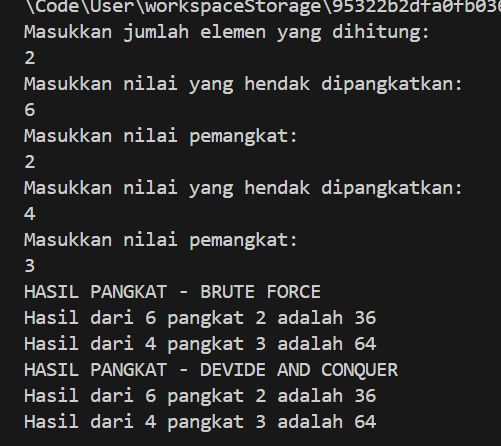 \Code\User\workspaceStorage\95322b2dfa0fb03
Masukkan jumlah elemen yang dihitung:
2
Masukkan nilai yang hendak dipangkatkan:
6
Masukkan nilai pemangkat:
2
Masukkan nilai yang hendak dipangkatkan:
4
Masukkan nilai pemangkat:
3
HASIL PANGKAT - BRUTE FORCE
Hasil dari 6 pangkat 2 adalah 36
Hasil dari 4 pangkat 3 adalah 64
HASIL PANGKAT - DEVIDE AND CONQUER
Hasil dari 6 pangkat 2 adalah 36
Hasil dari 4 pangkat 3 adalah 64